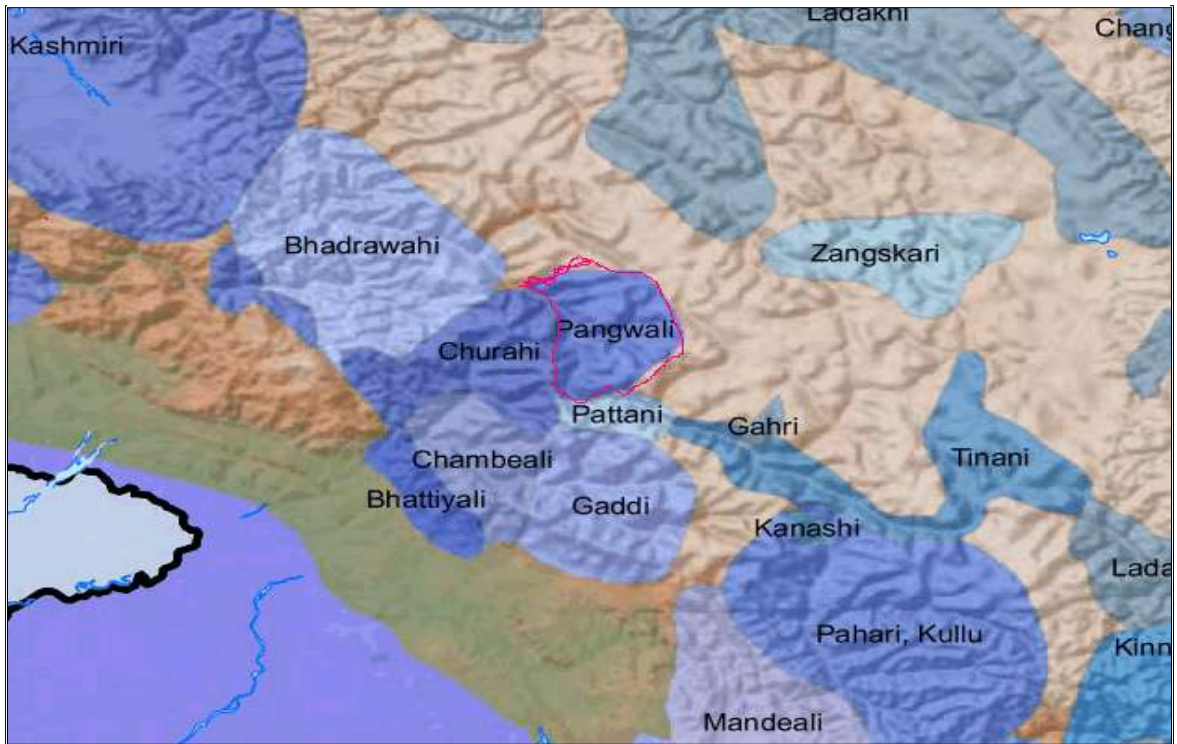 Ladakhi
Chang
Kashmiri
Bhadrawahi
Zangskari
Pangwali
Churahi
Pattani
Gahri
Tinani
Chambeali
Bhattiyali
Gaddi
Kanashi
Lada
Pahari, Kullu
Kinn
Mandeali